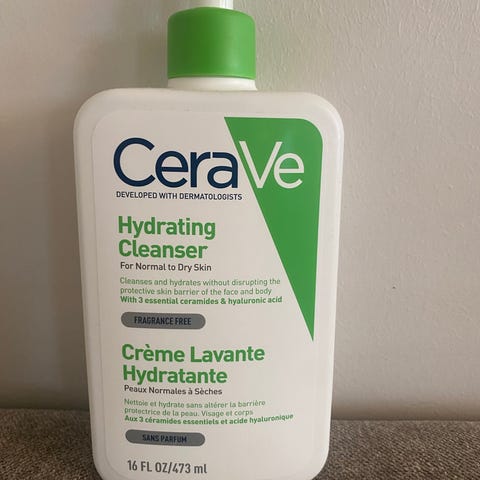 CeraVe
DEVELOPED WITH DERMATOLOGISTS
Hydrating
Cleanser
For Normal to Dry Skin
Cleanses and hydrates without disrupting the
protective skin barrier of the face and body
With 3 essential ceramides & hyaluronic acid
FRAGRANCE FREE
Crème Lavante
Hydratante
Peaux Normales à Sèches
Nettoie et hydrate sans altérer la barrière
protectrice de la peau. Visage et corps
Aux 3 céramides essentiels et acide hyaluronique
SANS PARFUM
16 FL OZ/473 ml